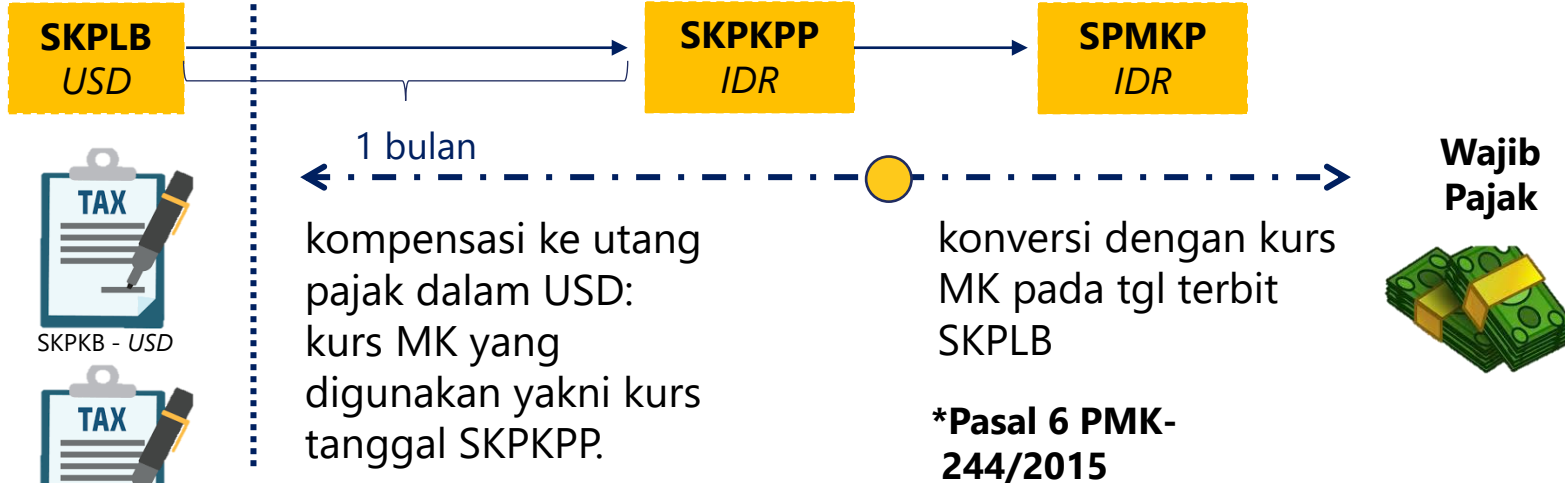 SKPLB
USD
SKPKPP
IDR
SPMKP
IDR
1 bulan
TAX
SKPKB - USD
TAX
kompensasi ke utang
pajak dalam USD:
kurs MK yang
digunakan yakni kurs
tanggal SKPKPP.
konversi dengan kurs
MK pada tgl terbit
SKPLB
*Pasal 6 PMK-
244/2015
Wajib
Pajak